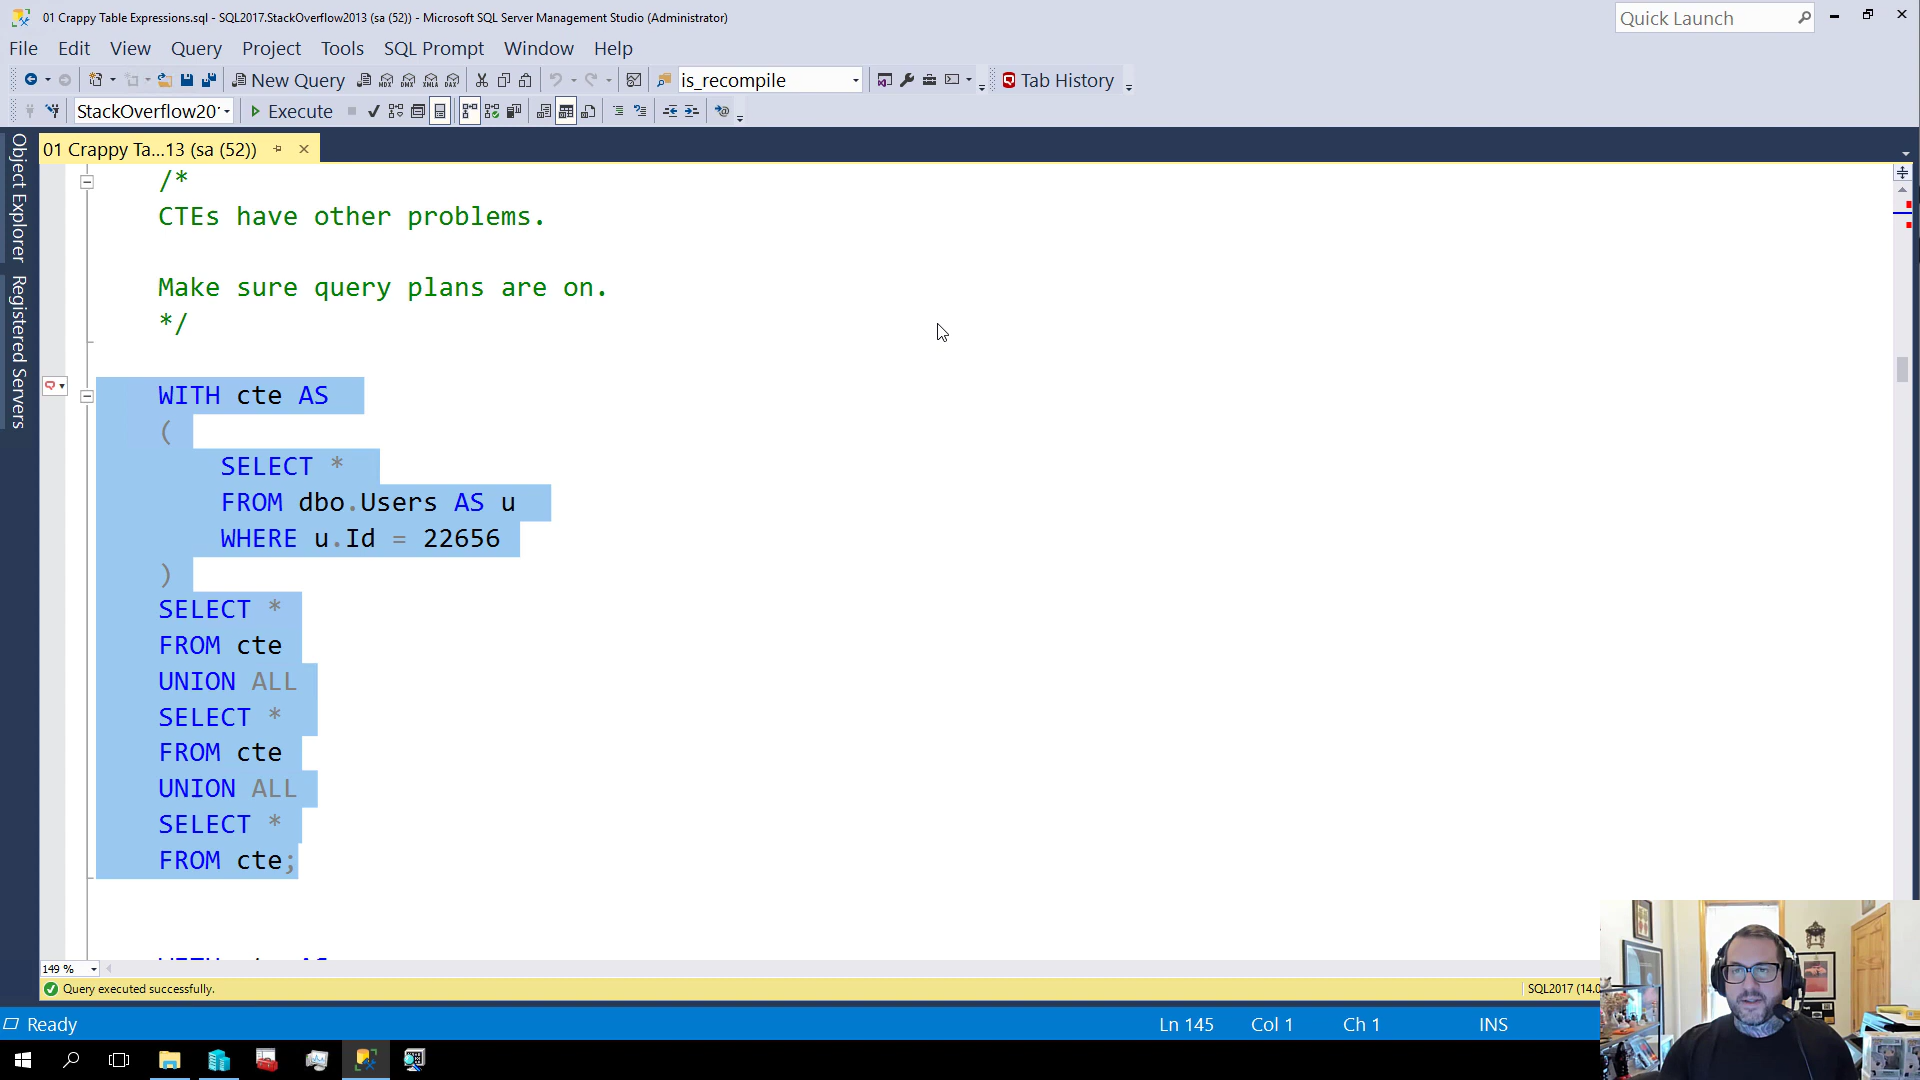 01 Crappy Table Expressions.sql - SQL2017.StackOverflow2013 (sa (52)) - Microsoft SQL Server Management Studio (Administrator)
Quick Launch
File Edit View Query Project Tools SQL Prompt Window Help
New Query
is_recompile
Tab History
StackOverflow20
Execute
01 Crappy Ta...13 (sa (52))
Object Explorer
Registered Servers
/*
CTEs have other problems.
Make sure query plans are on.
*/
WITH cte AS
(
SELECT *
FROM dbo.Users AS u
WHERE u.Id = 22656
)
SELECT *
FROM cte
UNION ALL
SELECT *
FROM cte
UNION ALL
SELECT *
FROM cte;
149 %
Query executed successfully.
SQL2017 (14.0
Ready
Ln 145
Col 1
Ch 1
INS